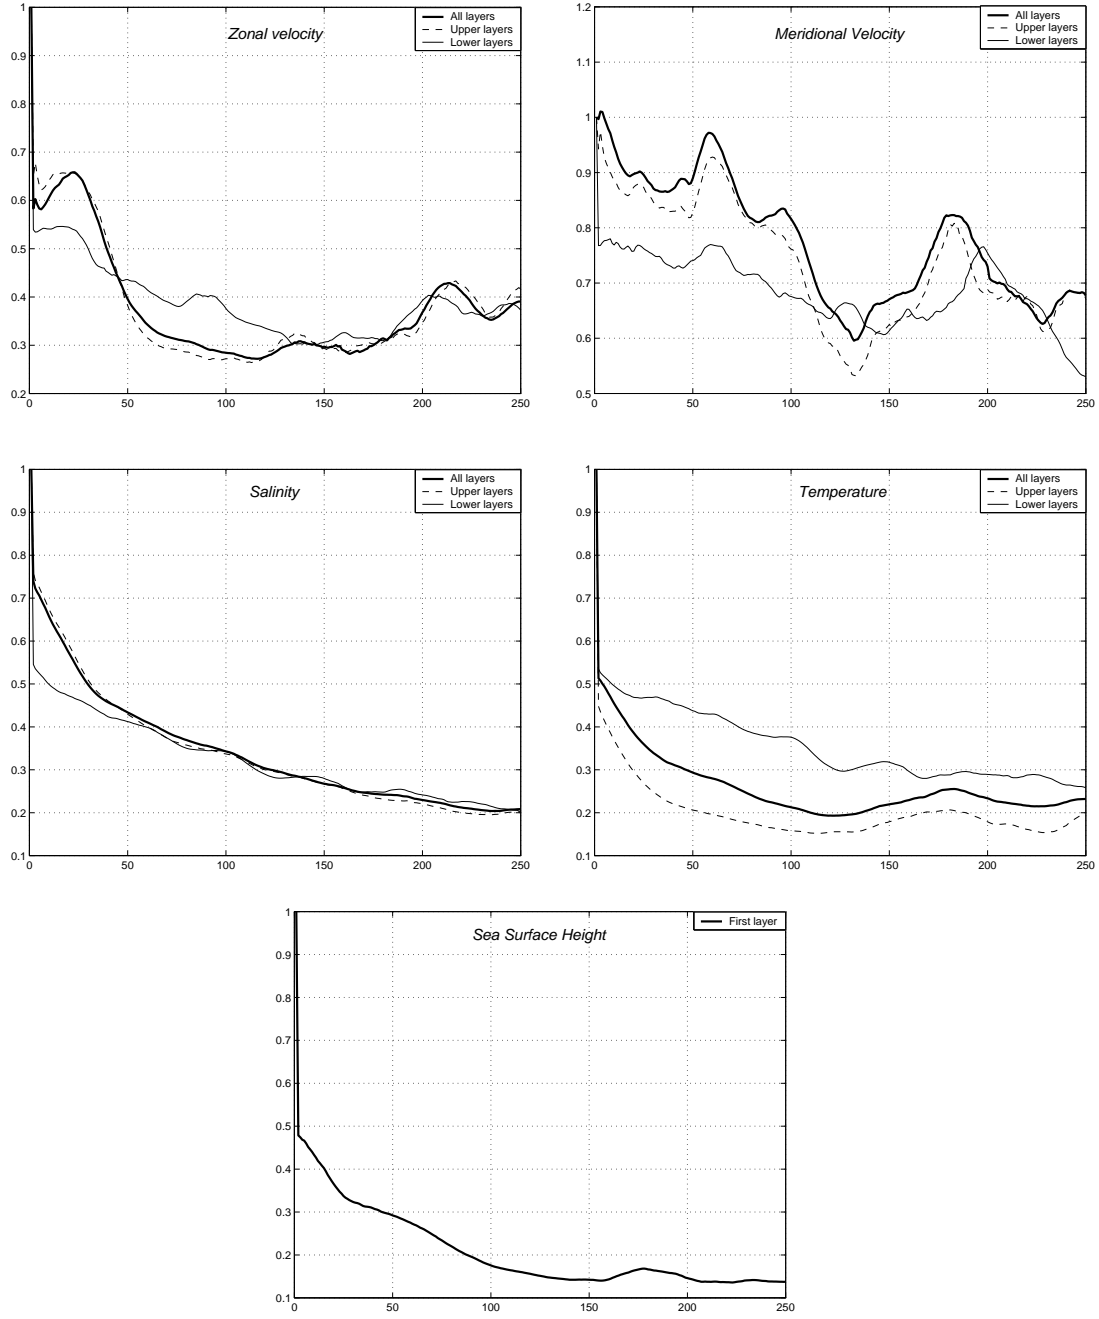 Zonal velocity
All layers
Upper layers
Lower layers
1
0.9
0.8
0.7
0.6
0.5
0.4
0.3
0.2
0 50 100 150 200 250
Meridional Velocity
All layers
Upper layers
Lower layers
1.2
1.1
1
0.9
0.8
0.7
0.6
0.5
0 50 100 150 200 250
Salinity
All layers
Upper layers
Lower layers
1
0.9
0.8
0.7
0.6
0.5
0.4
0.3
0.2
0.1
0 50 100 150 200 250
Temperature
All layers
Upper layers
Lower layers
1
0.9
0.8
0.7
0.6
0.5
0.4
0.3
0.2
0.1
0 50 100 150 200 250
Sea Surface Height
First layer
1
0.9
0.8
0.7
0.6
0.5
0.4
0.3
0.2
0.1
0 50 100 150 200 250